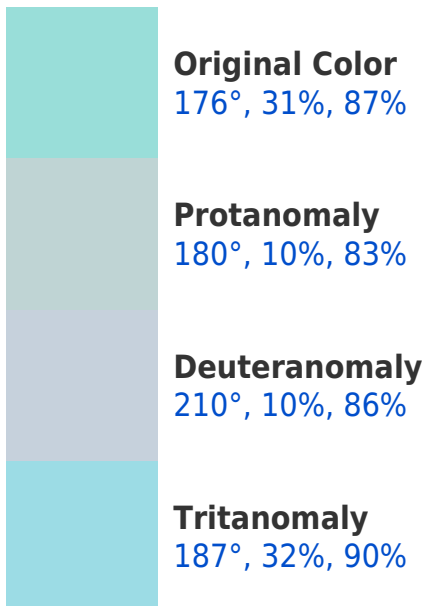 Original Color
176°, 31%, 87%
Protanomaly
180°, 10%, 83%
Deuteranomaly
210°, 10%, 86%
Tritanomaly
187°, 32%, 90%